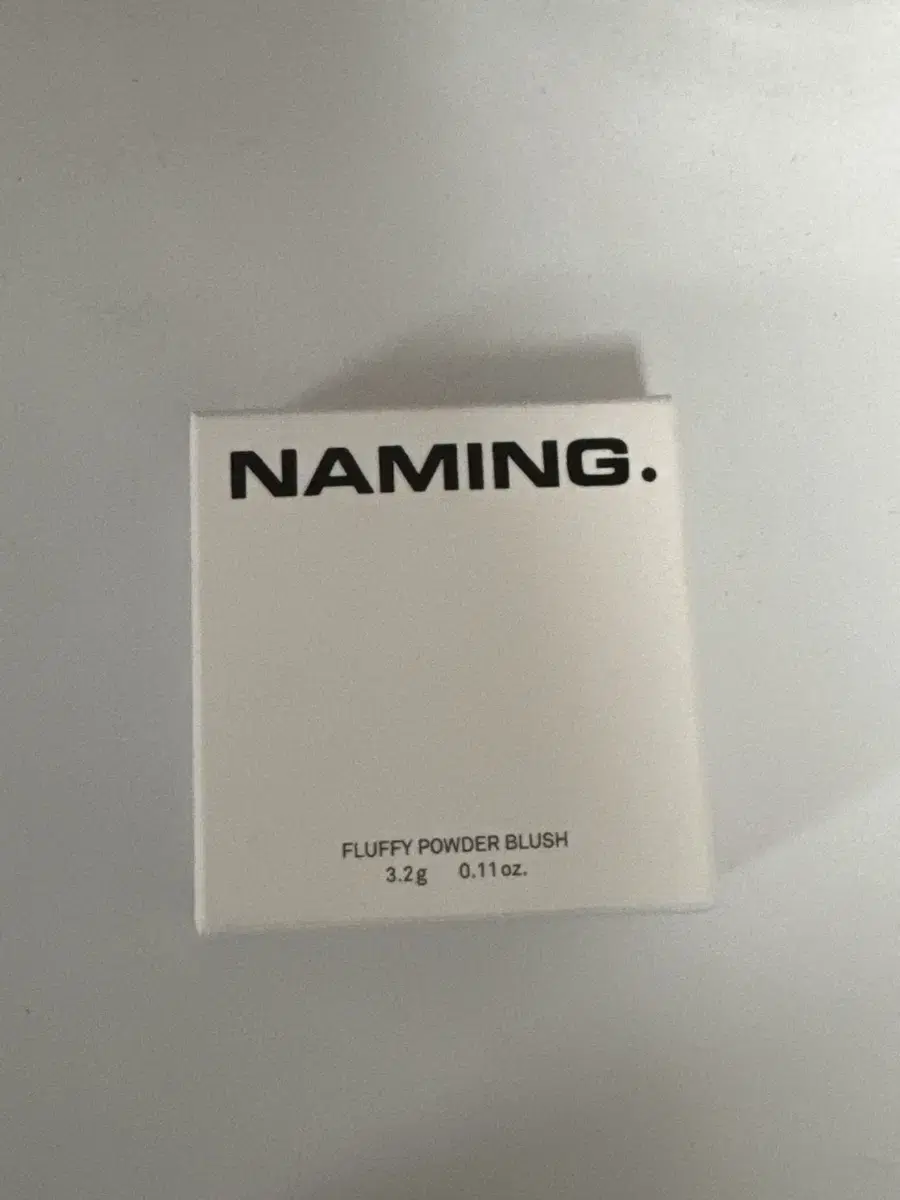 NAMING.
FLUFFY POWDER BLUSH
3.2g 0.11oz.